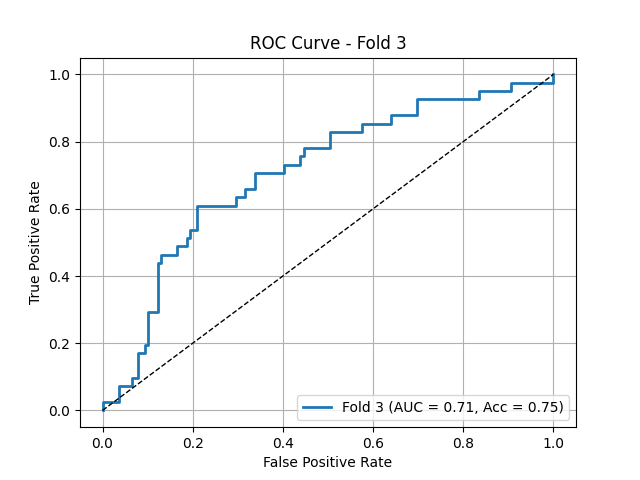 ROC Curve - Fold 3
True Positive Rate
1.0
0.8
0.6
0.4
0.2
0.0
Fold 3 (AUC = 0.71, Acc = 0.75)
0.0 0.2 0.4 0.6 0.8 1.0
False Positive Rate